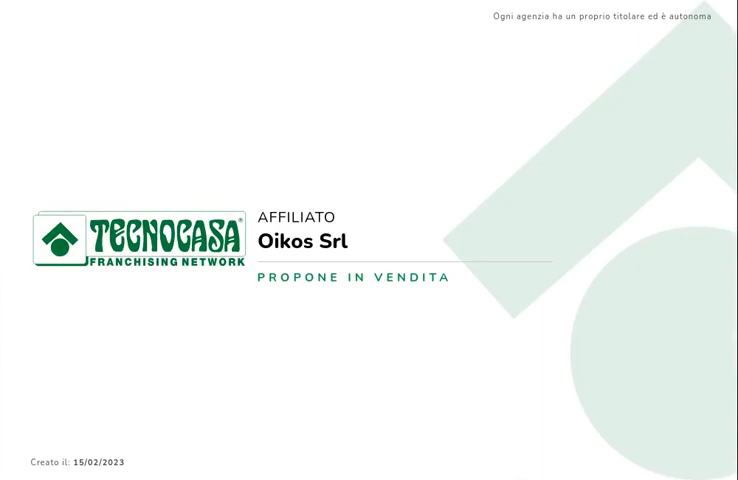 Ogni agenzia ha un proprio titolare ed è autonoma
TECNOCASA®
FRANCHISING NETWORK
AFFILIATO
Oikos Srl
PROPONE IN VENDITA
Creato il: 15/02/2023